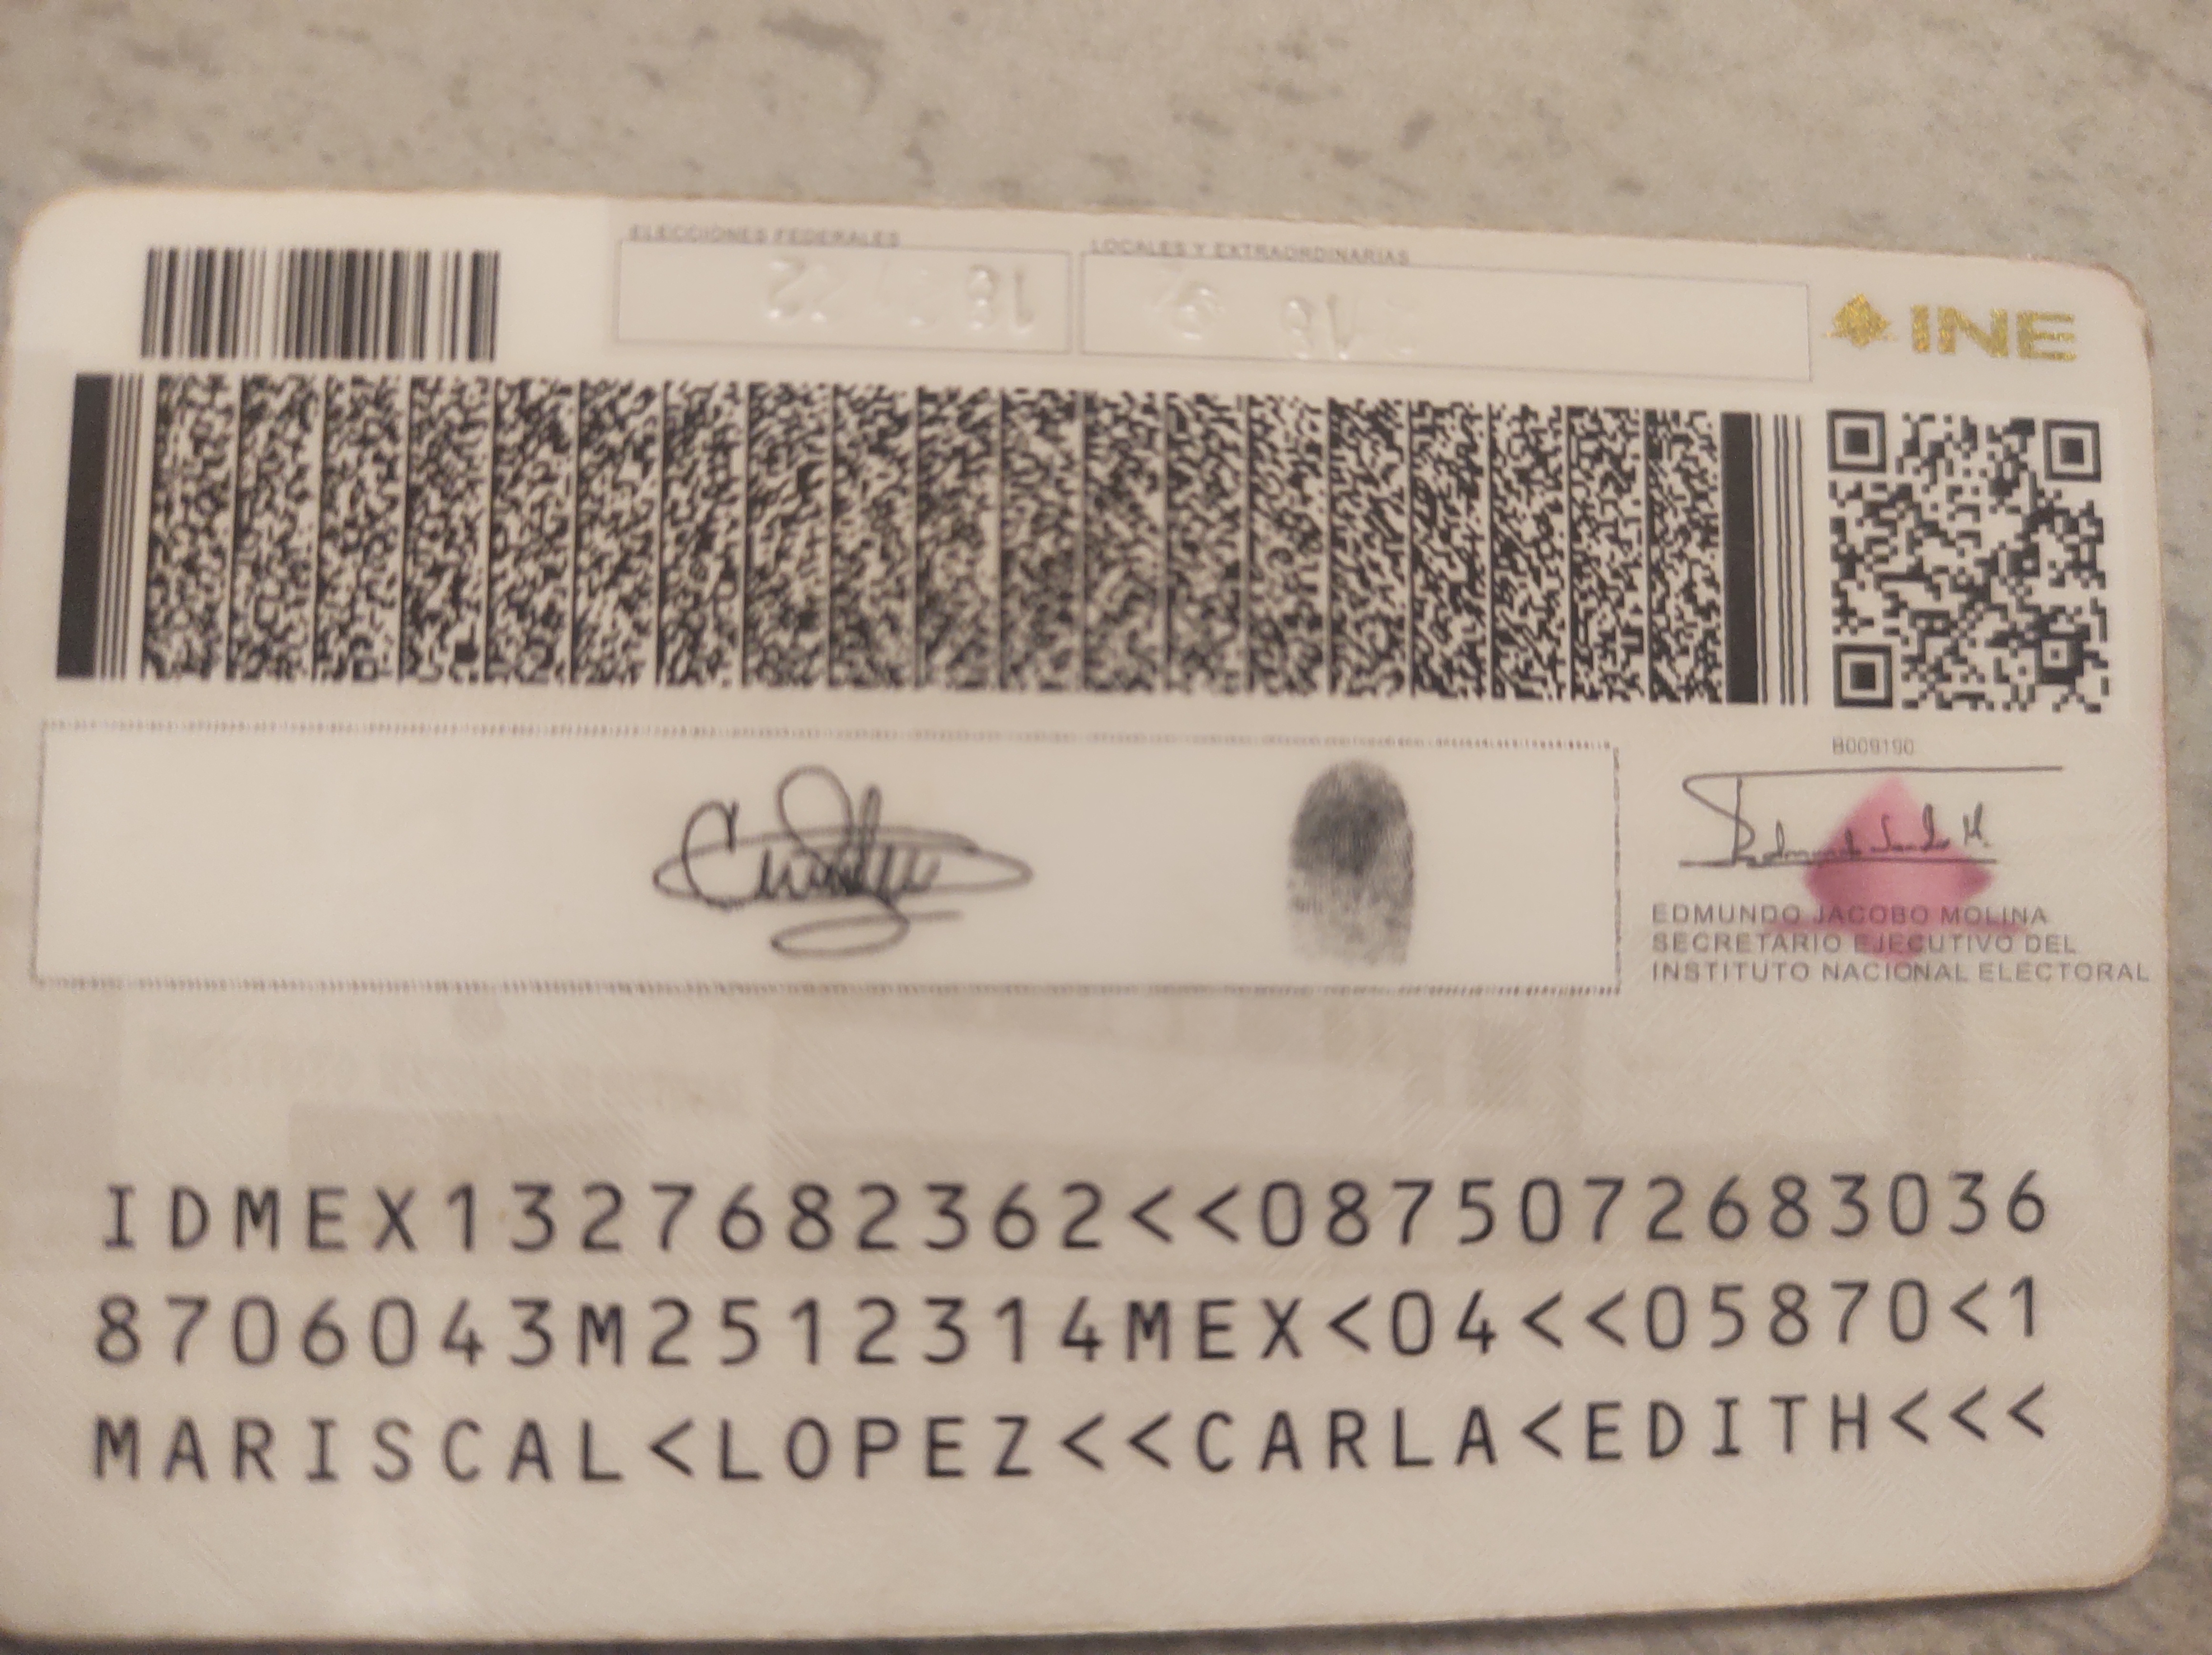 ELECCIONES FEDERALES
LOCALES Y EXTRAORDINARIAS
INE
B009190
EDMUNDO JACOBO MOLINA
SECRETARIO EJECUTIVO DEL
INSTITUTO NACIONAL ELECTORAL
IDMEX1327682362<<0875072683036
8706043M2512314MEX<04<<05870<1
MARISCAL<LOPEZ<<CARLA<EDITH<<<